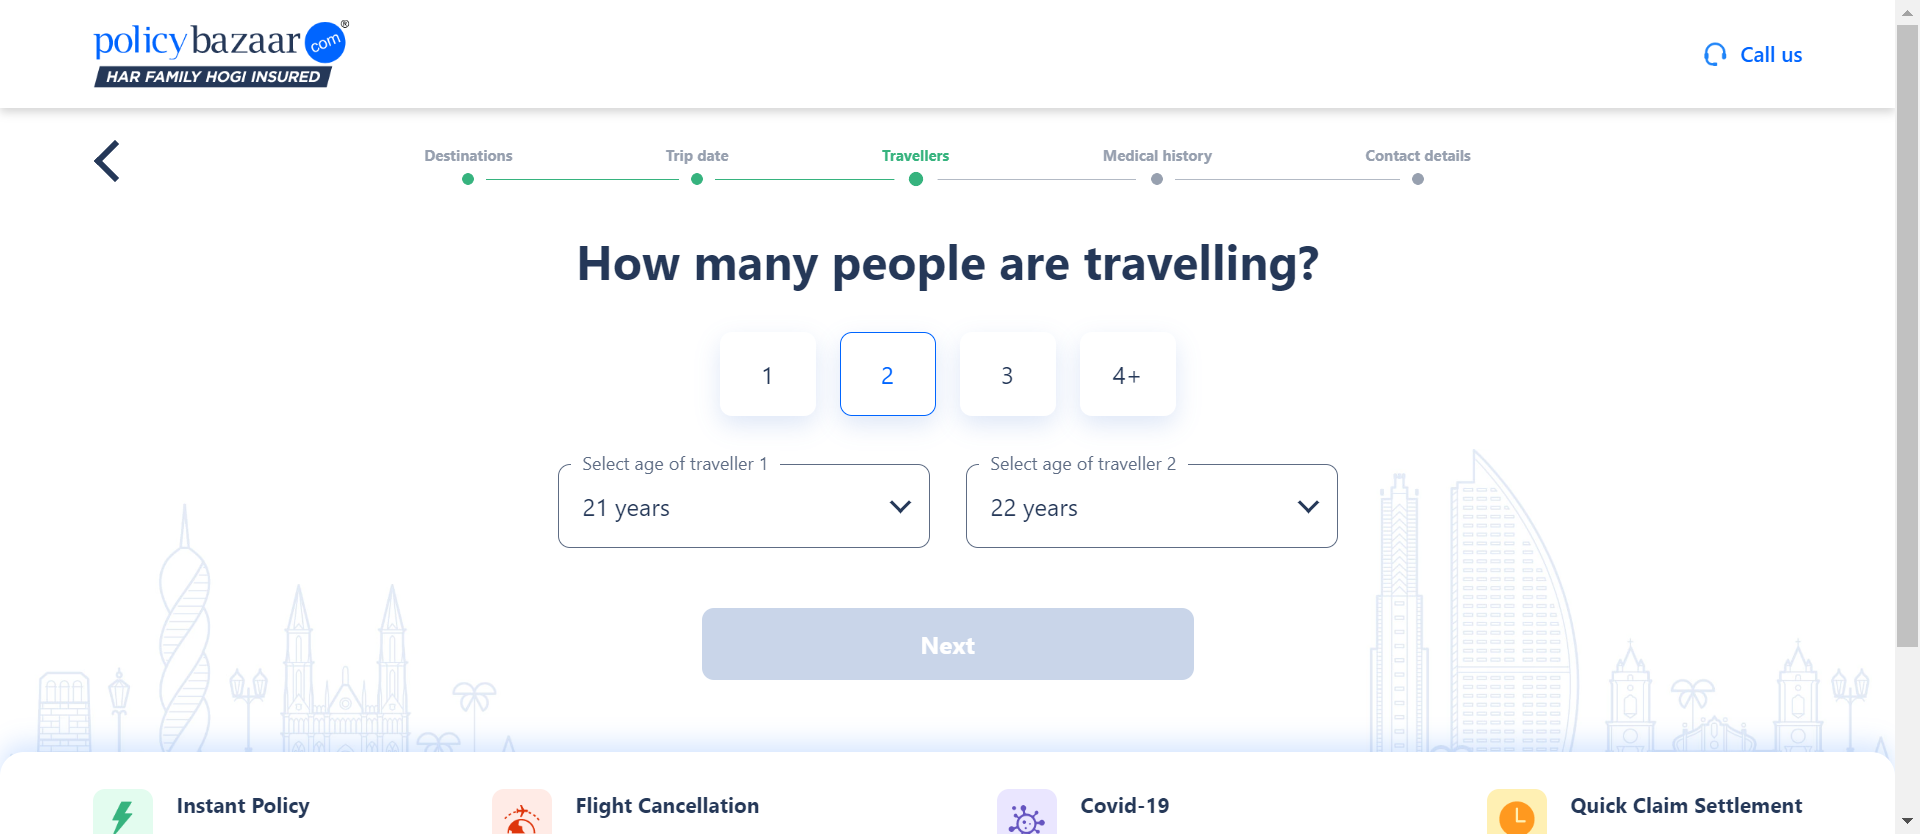 policybazaar com ®
HAR FAMILY HOGI INSURED
Call us
Destinations
Trip date
Travellers
Medical history
Contact details
How many people are travelling?
1
2
3
4+
Select age of traveller 1
21 years
Select age of traveller 2
22 years
Next
Instant Policy
Flight Cancellation
Covid-19
Quick Claim Settlement